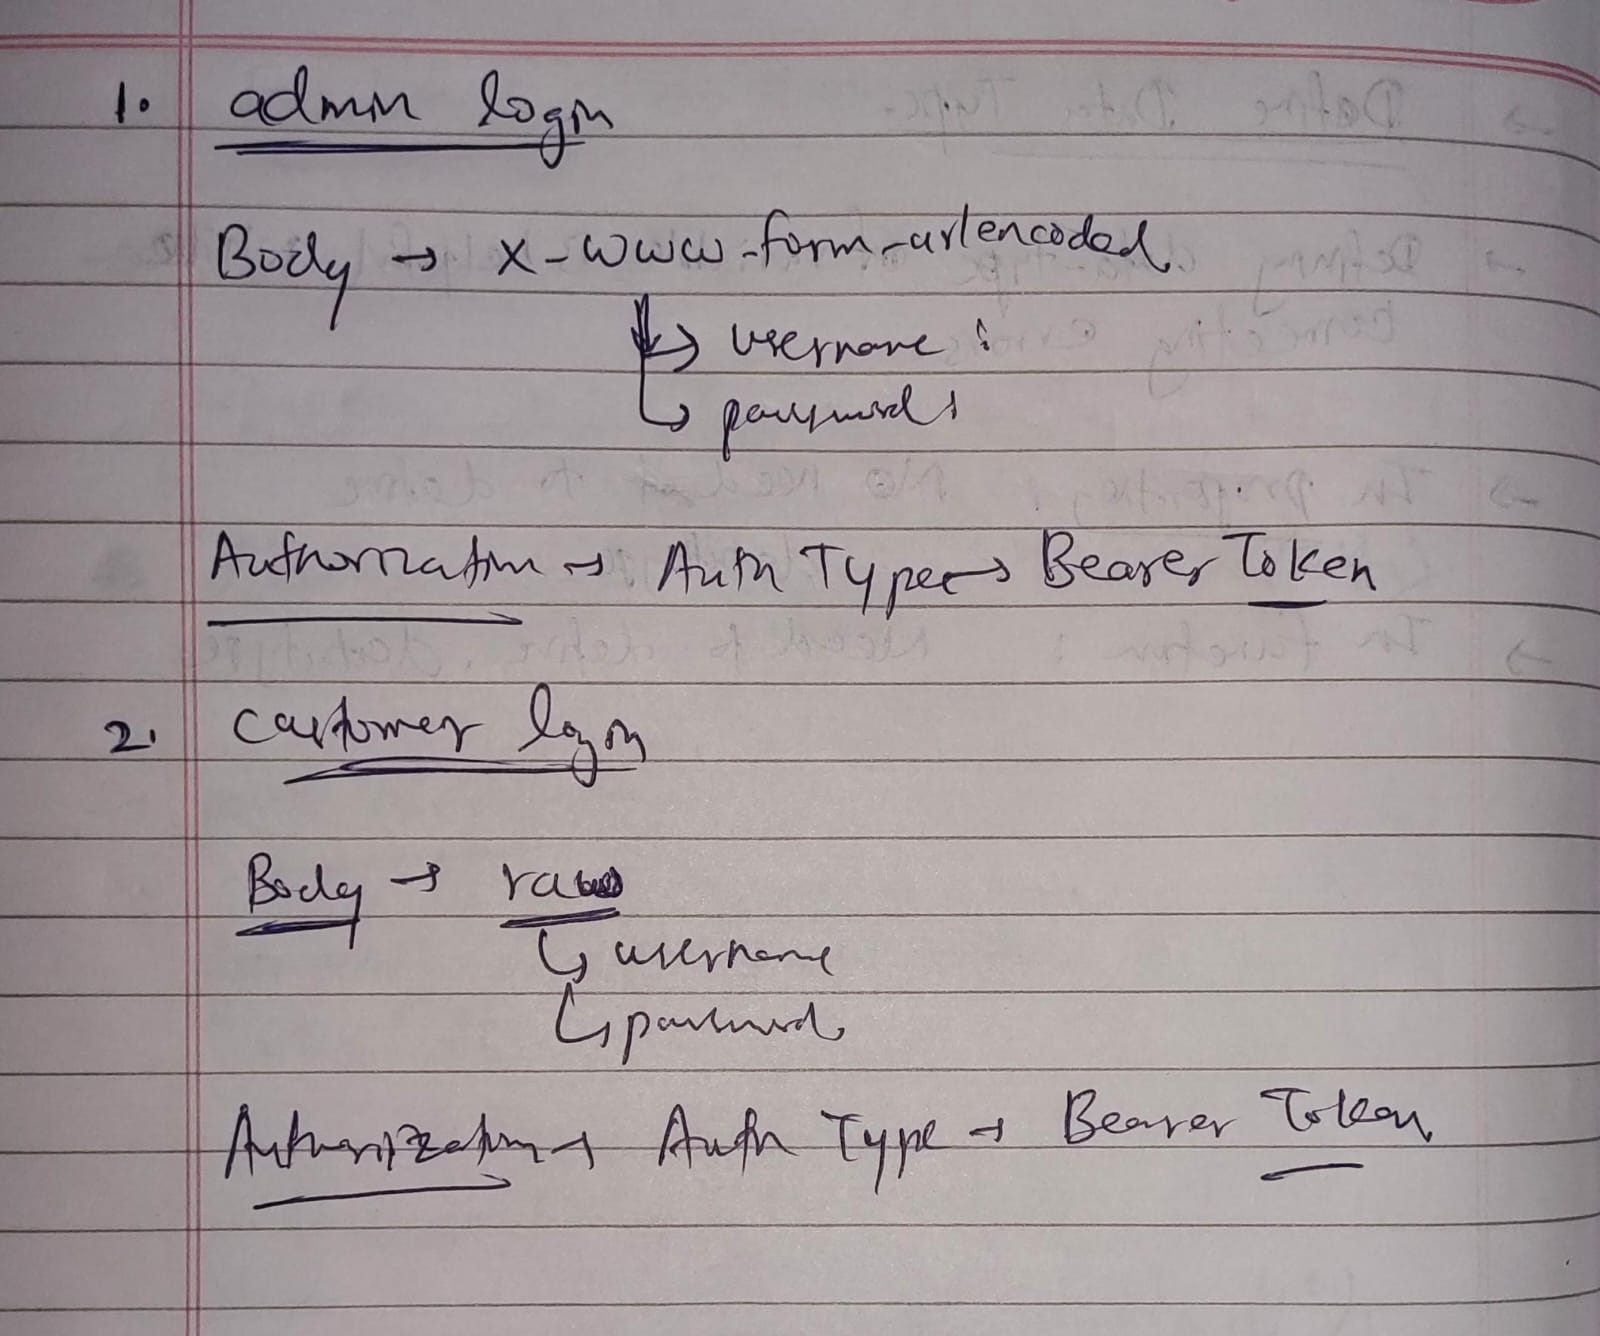 1. admin login
Body → x-www-form-urlencoded
→ username :
↳ password :
Authorization → Auth Type → Bearer Token
2. customer login
Body → raw
↳ username
↳ password
Authorization → Auth Type → Bearer Token